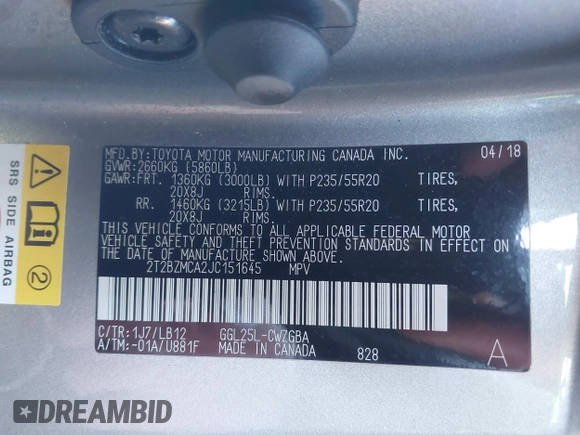 MFD.BY:TOYOTA MOTOR MANUFACTURING CANADA INC. 04/18
GVWR:2660KG (5860LB)
GAWR:FRT. 1360KG (3000LB) WITH P235/55R20 TIRES,
20X8J RIMS.
RR. 1460KG (3215LB) WITH P235/55R20 TIRES,
20X8J RIMS.
THIS VEHICLE CONFORMS TO ALL APPLICABLE FEDERAL MOTOR
VEHICLE SAFETY AND THEFT PREVENTION STANDARDS IN EFFECT ON
THE DATE OF MANUFACTURE SHOWN ABOVE.
2T2BZMCA2JC151645 MPV
C/TR:1J7/LB12 GGL25L-CWZGBA
A/TM:-01A/U881F MADE IN CANADA 828 A
SRS SIDE AIRBAG
2
DREAMBID